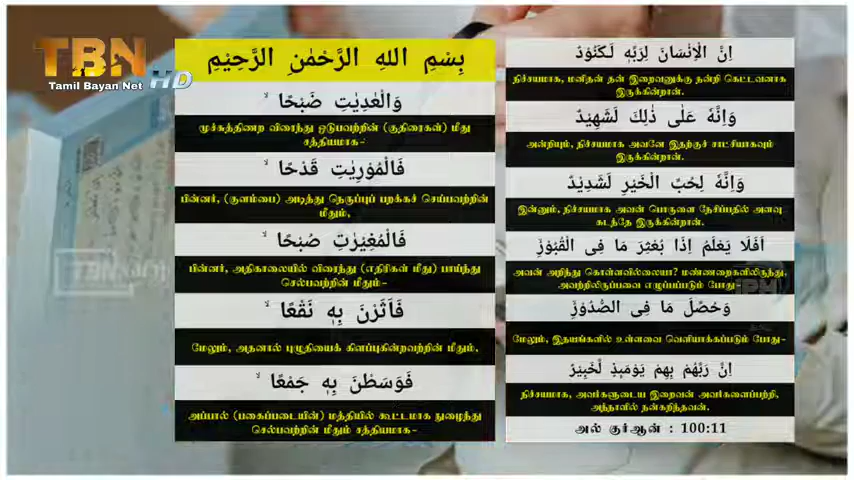 TBN HD
Tamil Bayan Net
بِسْمِ اللهِ الرَّحْمٰنِ الرَّحِيْمِ
وَالْعٰدِيٰتِ ضَبْحًا ۙ
மூச்சுத்திணற விரைந்து ஓடுபவற்றின் (குதிரைகள்) மீது
சத்தியமாக-
فَالْمُوْرِيٰتِ قَدْحًا ۙ
பின்னர், (குளம்பை) அடித்து நெருப்புப் பறக்கச் செய்பவற்றின்
மீதும்,
فَالْمُغِيْرٰتِ صُبْحًا ۙ
பின்னர், அதிகாலையில் விரைந்து (எதிரிகள் மீது) பாய்ந்து
செல்பவற்றின் மீதும்-
فَاَثَرْنَ بِهٖ نَقْعًا ۙ
மேலும், அதனால் புழுதியைக் கிளப்புகின்றவற்றின் மீதும்,
فَوَسَطْنَ بِهٖ جَمْعًا ۙ
அப்பால் (பகைப்படையின்) மத்தியில் கூட்டமாக நுழைந்து
செல்பவற்றின் மீதும் சத்தியமாக-
اِنَّ الْاِنْسَانَ لِرَبِّهٖ لَـكَنُوْدٌ
நிச்சயமாக, மனிதன் தன் இறைவனுக்கு நன்றி கெட்டவனாக
இருக்கின்றான்.
وَاِنَّهٗ عَلٰى ذٰلِكَ لَشَهِيْدٌ
அன்றியும், நிச்சயமாக அவனே இதற்குச் சாட்சியாகவும்
இருக்கின்றான்.
وَاِنَّهٗ لِحُبِّ الْخَيْرِ لَشَدِيْدٌ
இன்னும், நிச்சயமாக அவன் பொருளை நேசிப்பதில் அளவு
கடந்தே இருக்கின்றான்.
اَفَلَا يَعْلَمُ اِذَا بُعْثِرَ مَا فِى الْقُبُوْرِۙ
அவன் அறிந்து கொள்ளவில்லையா? மண்ணறைகளிலிருந்து,
அவற்றிலிருப்பவை எழுப்பப்படும் போது-
وَحُصِّلَ مَا فِى الصُّدُوْرِۙ
மேலும், இதயங்களில் உள்ளவை வெளியாக்கப்படும் போது-
اِنَّ رَبَّهُمْ بِهِمْ يَوْمَٮِٕذٍ لَّخَبِيْرٌ
நிச்சயமாக, அவர்களுடைய இறைவன் அவர்களைப்பற்றி,
அந்நாளில் நன்கறிந்தவன்.
அல் குர்ஆன் : 100:11